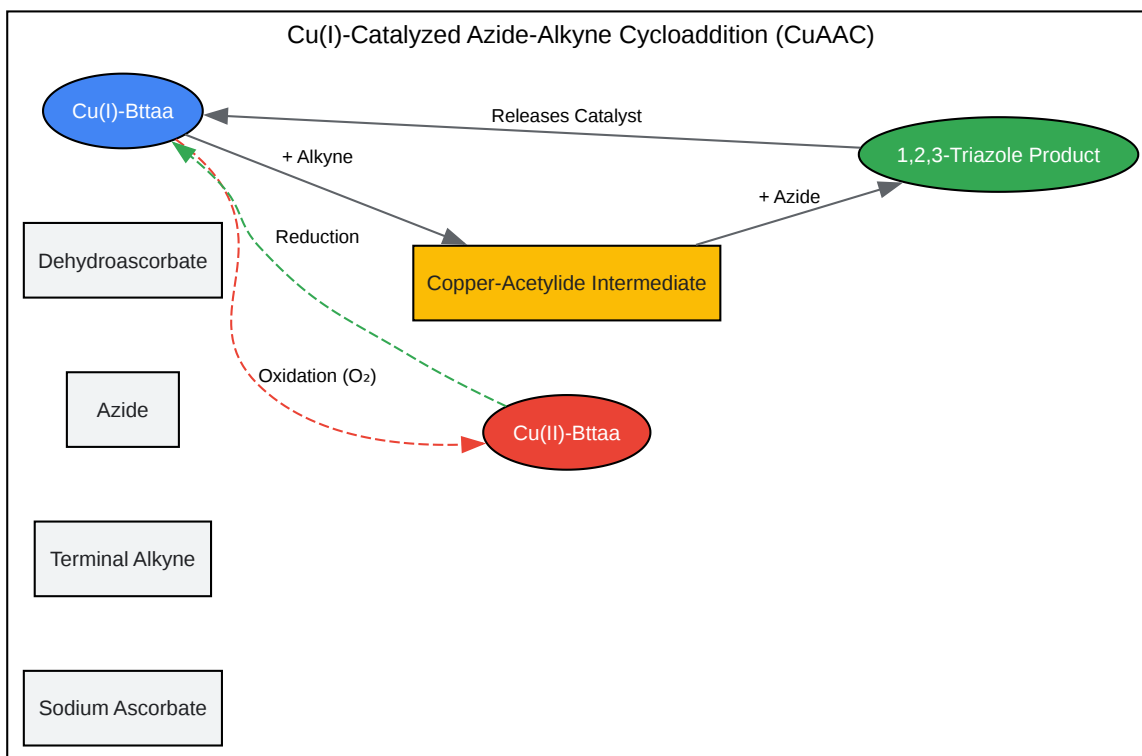 Cu(I)-Catalyzed Azide-Alkyne Cycloaddition (CuAAC)
Cu(I)-Bttaa
Releases Catalyst
1,2,3-Triazole Product
+ Alkyne
+ Azide
Reduction
Dehydroascorbate
Copper-Acetylide Intermediate
Oxidation (O₂)
Azide
Cu(II)-Bttaa
Terminal Alkyne
Sodium Ascorbate